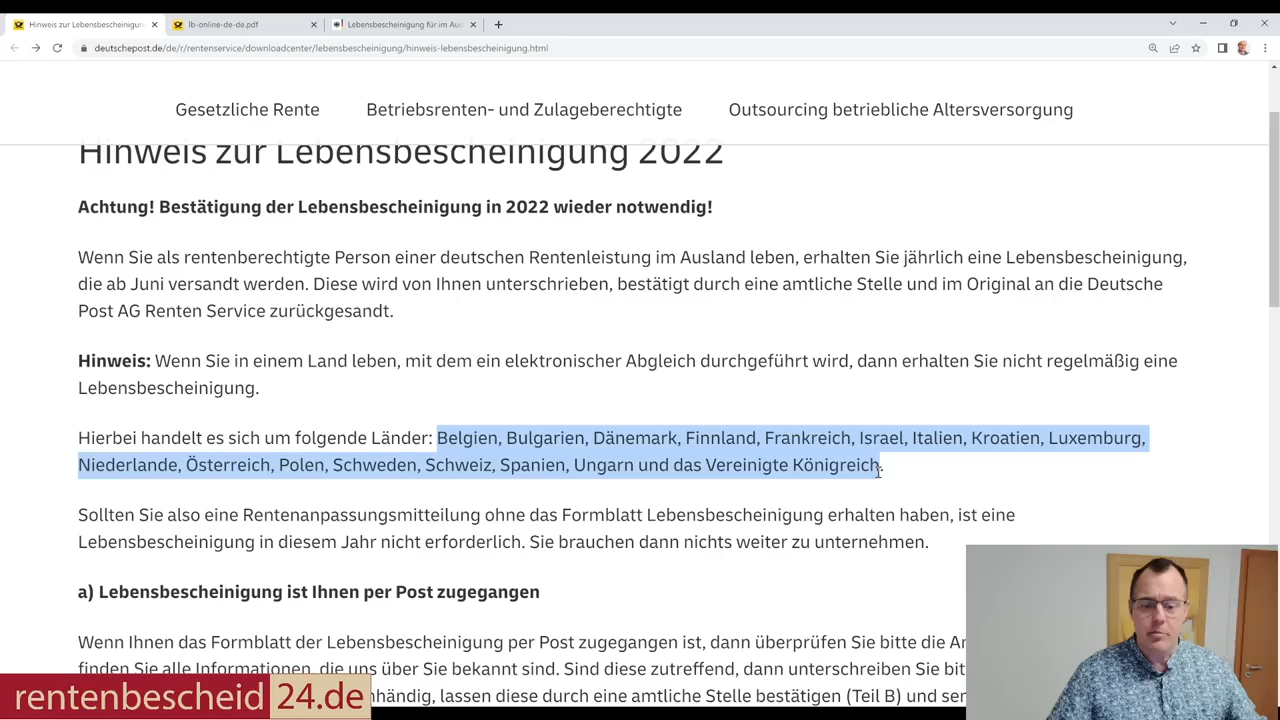 Hinweis zur Lebensbescheinigung
lb-online-de-de.pdf
Lebensbescheinigung für im Aus
deutschepost.de/de/r/rentenservice/downloadcenter/lebensbescheinigung/hinweis-lebensbescheinigung.html
Gesetzliche Rente
Betriebsrenten- und Zulageberechtigte
Outsourcing betriebliche Altersversorgung
Hinweis zur Lebensbescheinigung 2022
Achtung! Bestätigung der Lebensbescheinigung in 2022 wieder notwendig!
Wenn Sie als rentenberechtigte Person einer deutschen Rentenleistung im Ausland leben, erhalten Sie jährlich eine Lebensbescheinigung,
die ab Juni versandt werden. Diese wird von Ihnen unterschrieben, bestätigt durch eine amtliche Stelle und im Original an die Deutsche
Post AG Renten Service zurückgesandt.
Hinweis: Wenn Sie in einem Land leben, mit dem ein elektronischer Abgleich durchgeführt wird, dann erhalten Sie nicht regelmäßig eine
Lebensbescheinigung.
Hierbei handelt es sich um folgende Länder: Belgien, Bulgarien, Dänemark, Finnland, Frankreich, Israel, Italien, Kroatien, Luxemburg,
Niederlande, Österreich, Polen, Schweden, Schweiz, Spanien, Ungarn und das Vereinigte Königreich.
Sollten Sie also eine Rentenanpassungsmitteilung ohne das Formblatt Lebensbescheinigung erhalten haben, ist eine
Lebensbescheinigung in diesem Jahr nicht erforderlich. Sie brauchen dann nichts weiter zu unternehmen.
a) Lebensbescheinigung ist Ihnen per Post zugegangen
Wenn Ihnen das Formblatt der Lebensbescheinigung per Post zugegangen ist, dann überprüfen Sie bitte die
finden Sie alle Informationen, die uns über Sie bekannt sind. Sind diese zutreffend, dann unterschreiben Sie
lassen diese durch eine amtliche Stelle bestätigen (Teil B) und
rentenbescheid 24.de